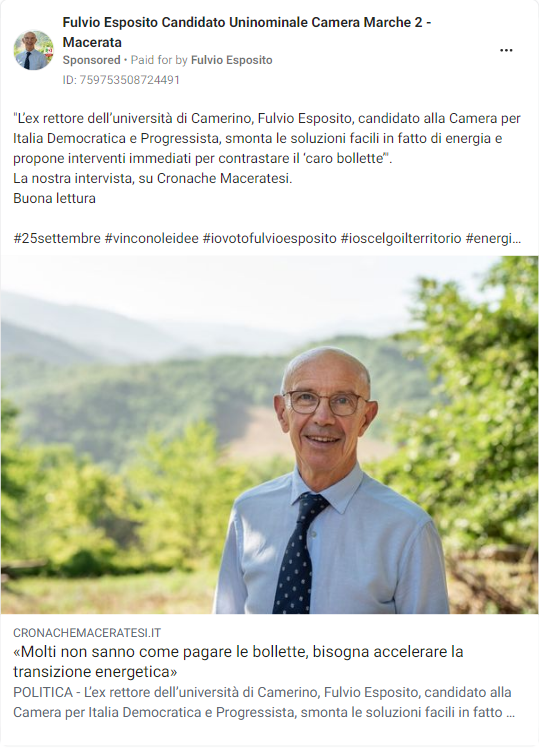 Fulvio Esposito Candidato Uninominale Camera Marche 2 -
Macerata
Sponsored • Paid for by Fulvio Esposito
ID: 759753508724491
"L'ex rettore dell'università di Camerino, Fulvio Esposito, candidato alla Camera per
Italia Democratica e Progressista, smonta le soluzioni facili in fatto di energia e
propone interventi immediati per contrastare il 'caro bollette'".
La nostra intervista, su Cronache Maceratesi.
Buona lettura
#25settembre #vinconoleidee #iovotofulvioesposito #ioscelgoilterritorio #energi...
CRONACHEMACERATESI.IT
«Molti non sanno come pagare le bollette, bisogna accelerare la
transizione energetica»
POLITICA - L'ex rettore dell'università di Camerino, Fulvio Esposito, candidato alla
Camera per Italia Democratica e Progressista, smonta le soluzioni facili in fatto ...